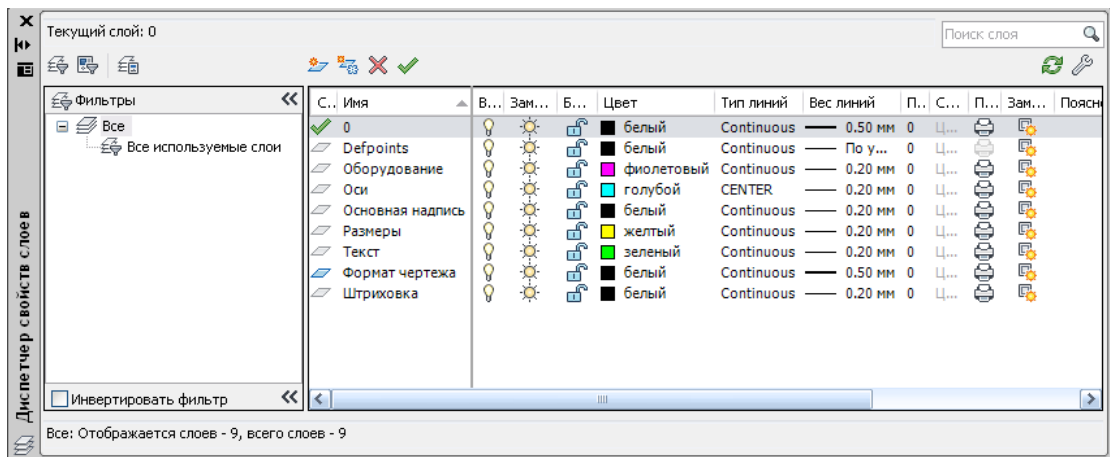 Текущий слой: 0
Поиск слоя
Фильтры
Все
Все используемые слои
С.. Имя В... Зам... Б... Цвет Тип линий Вес линий П.. С... П... Зам... Поясн
0 белый Continuous 0.50 мм 0 Ц...
Defpoints белый Continuous По у... 0 Ц...
Оборудование фиолетовый Continuous 0.20 мм 0 Ц...
Оси голубой CENTER 0.20 мм 0 Ц...
Основная надпись белый Continuous 0.20 мм 0 Ц...
Размеры желтый Continuous 0.20 мм 0 Ц...
Текст зеленый Continuous 0.20 мм 0 Ц...
Формат чертежа белый Continuous 0.50 мм 0 Ц...
Штриховка белый Continuous 0.20 мм 0 Ц...
Инвертировать фильтр
Все: Отображается слоев - 9, всего слоев - 9
Диспетчер свойств слоев